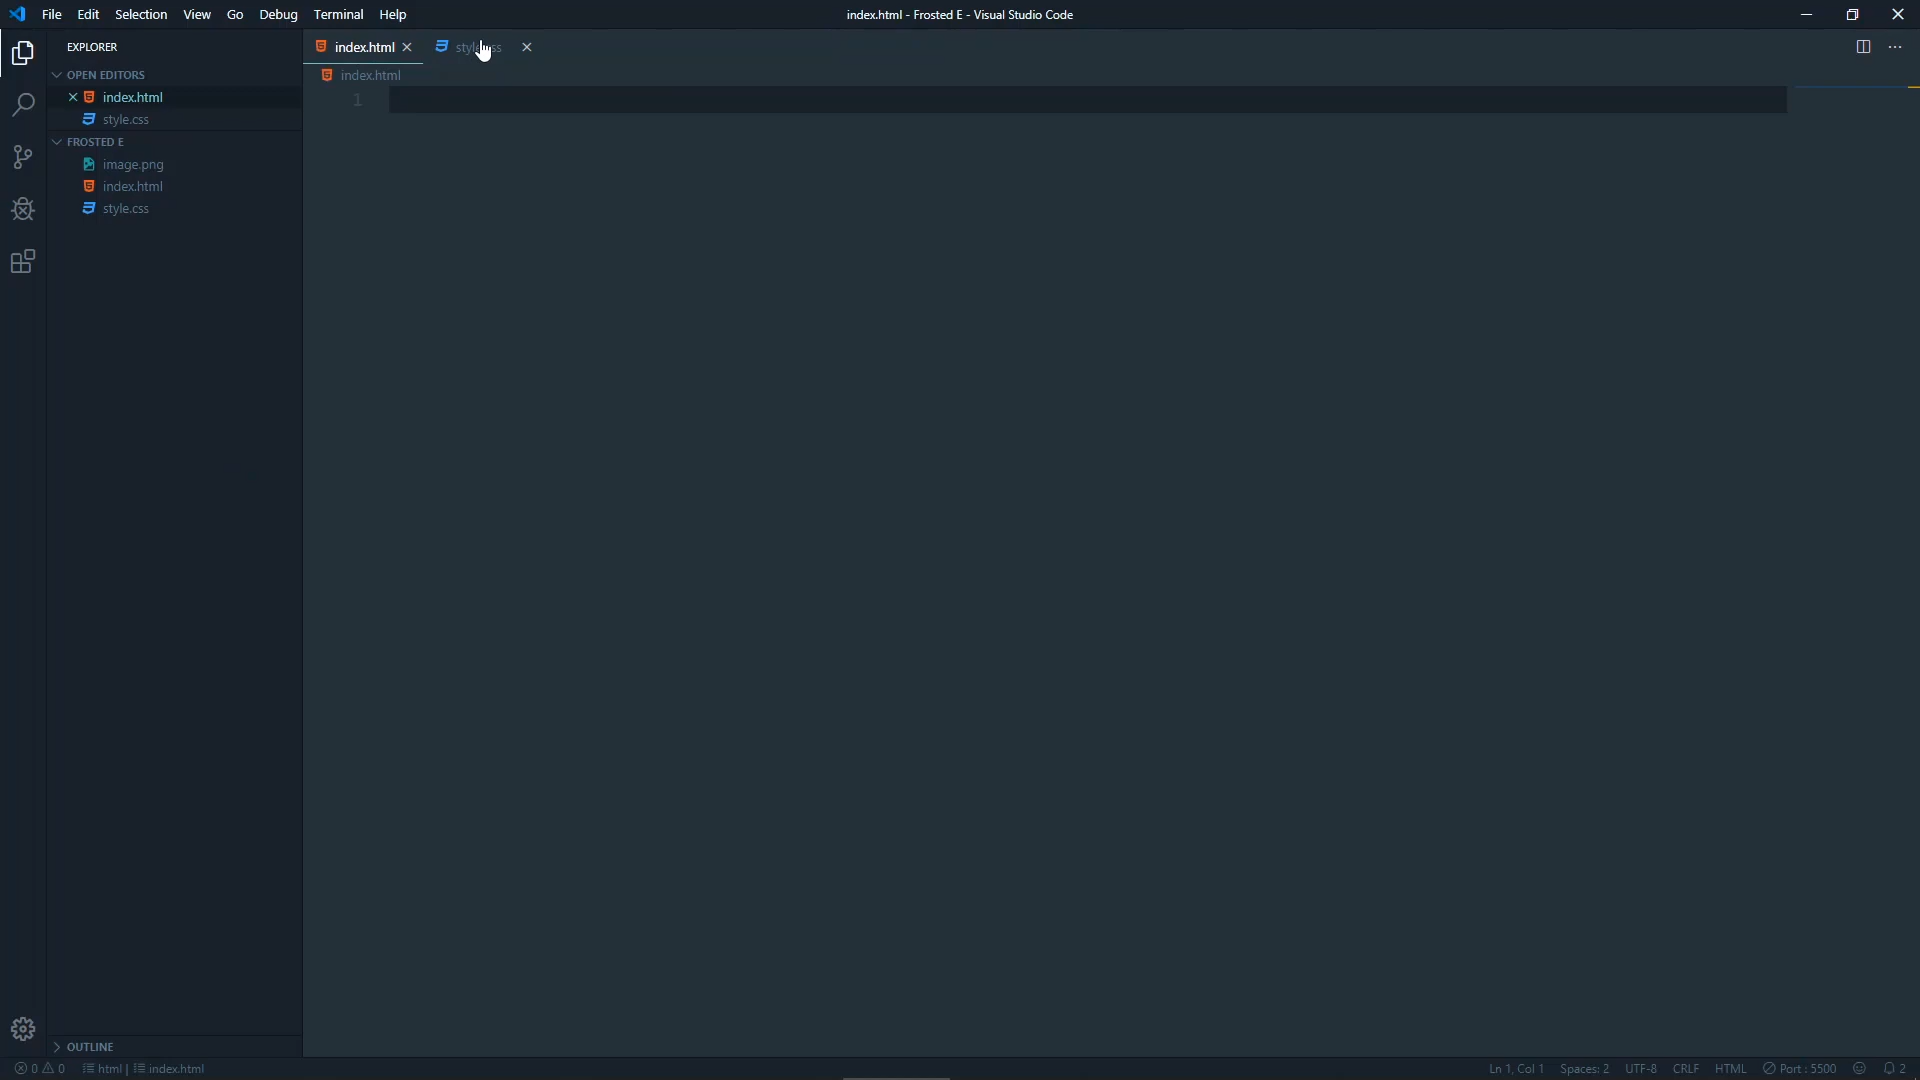 File Edit Selection View Go Debug Terminal Help
index.html - Frosted E - Visual Studio Code
EXPLORER
index.html
OPEN EDITORS
index.html
index.html
1
style.css
FROSTED E
image.png
index.html
style.css
OUTLINE
0 0 html | index.html
Ln 1, Col 1 Spaces: 2 UTF-8 CRLF HTML Port : 5500 2